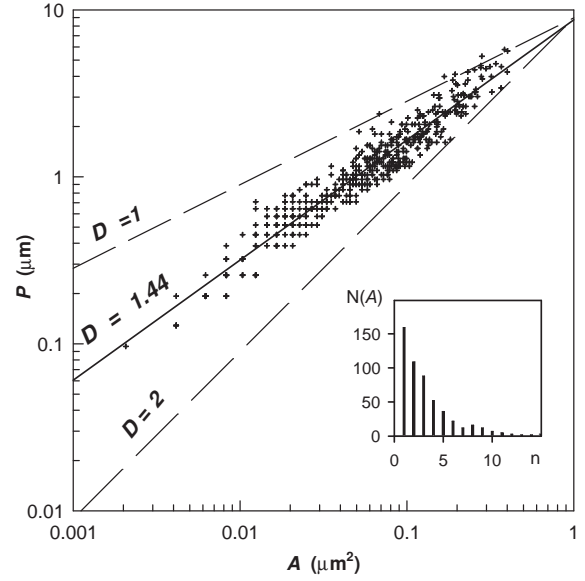 10
1
0.1
0.01
P (μm)
D =1
D = 1.44
D = 2
N(A)
150
100
50
0
0 5 10 n
0.001 0.01 0.1 1
A (μm²)